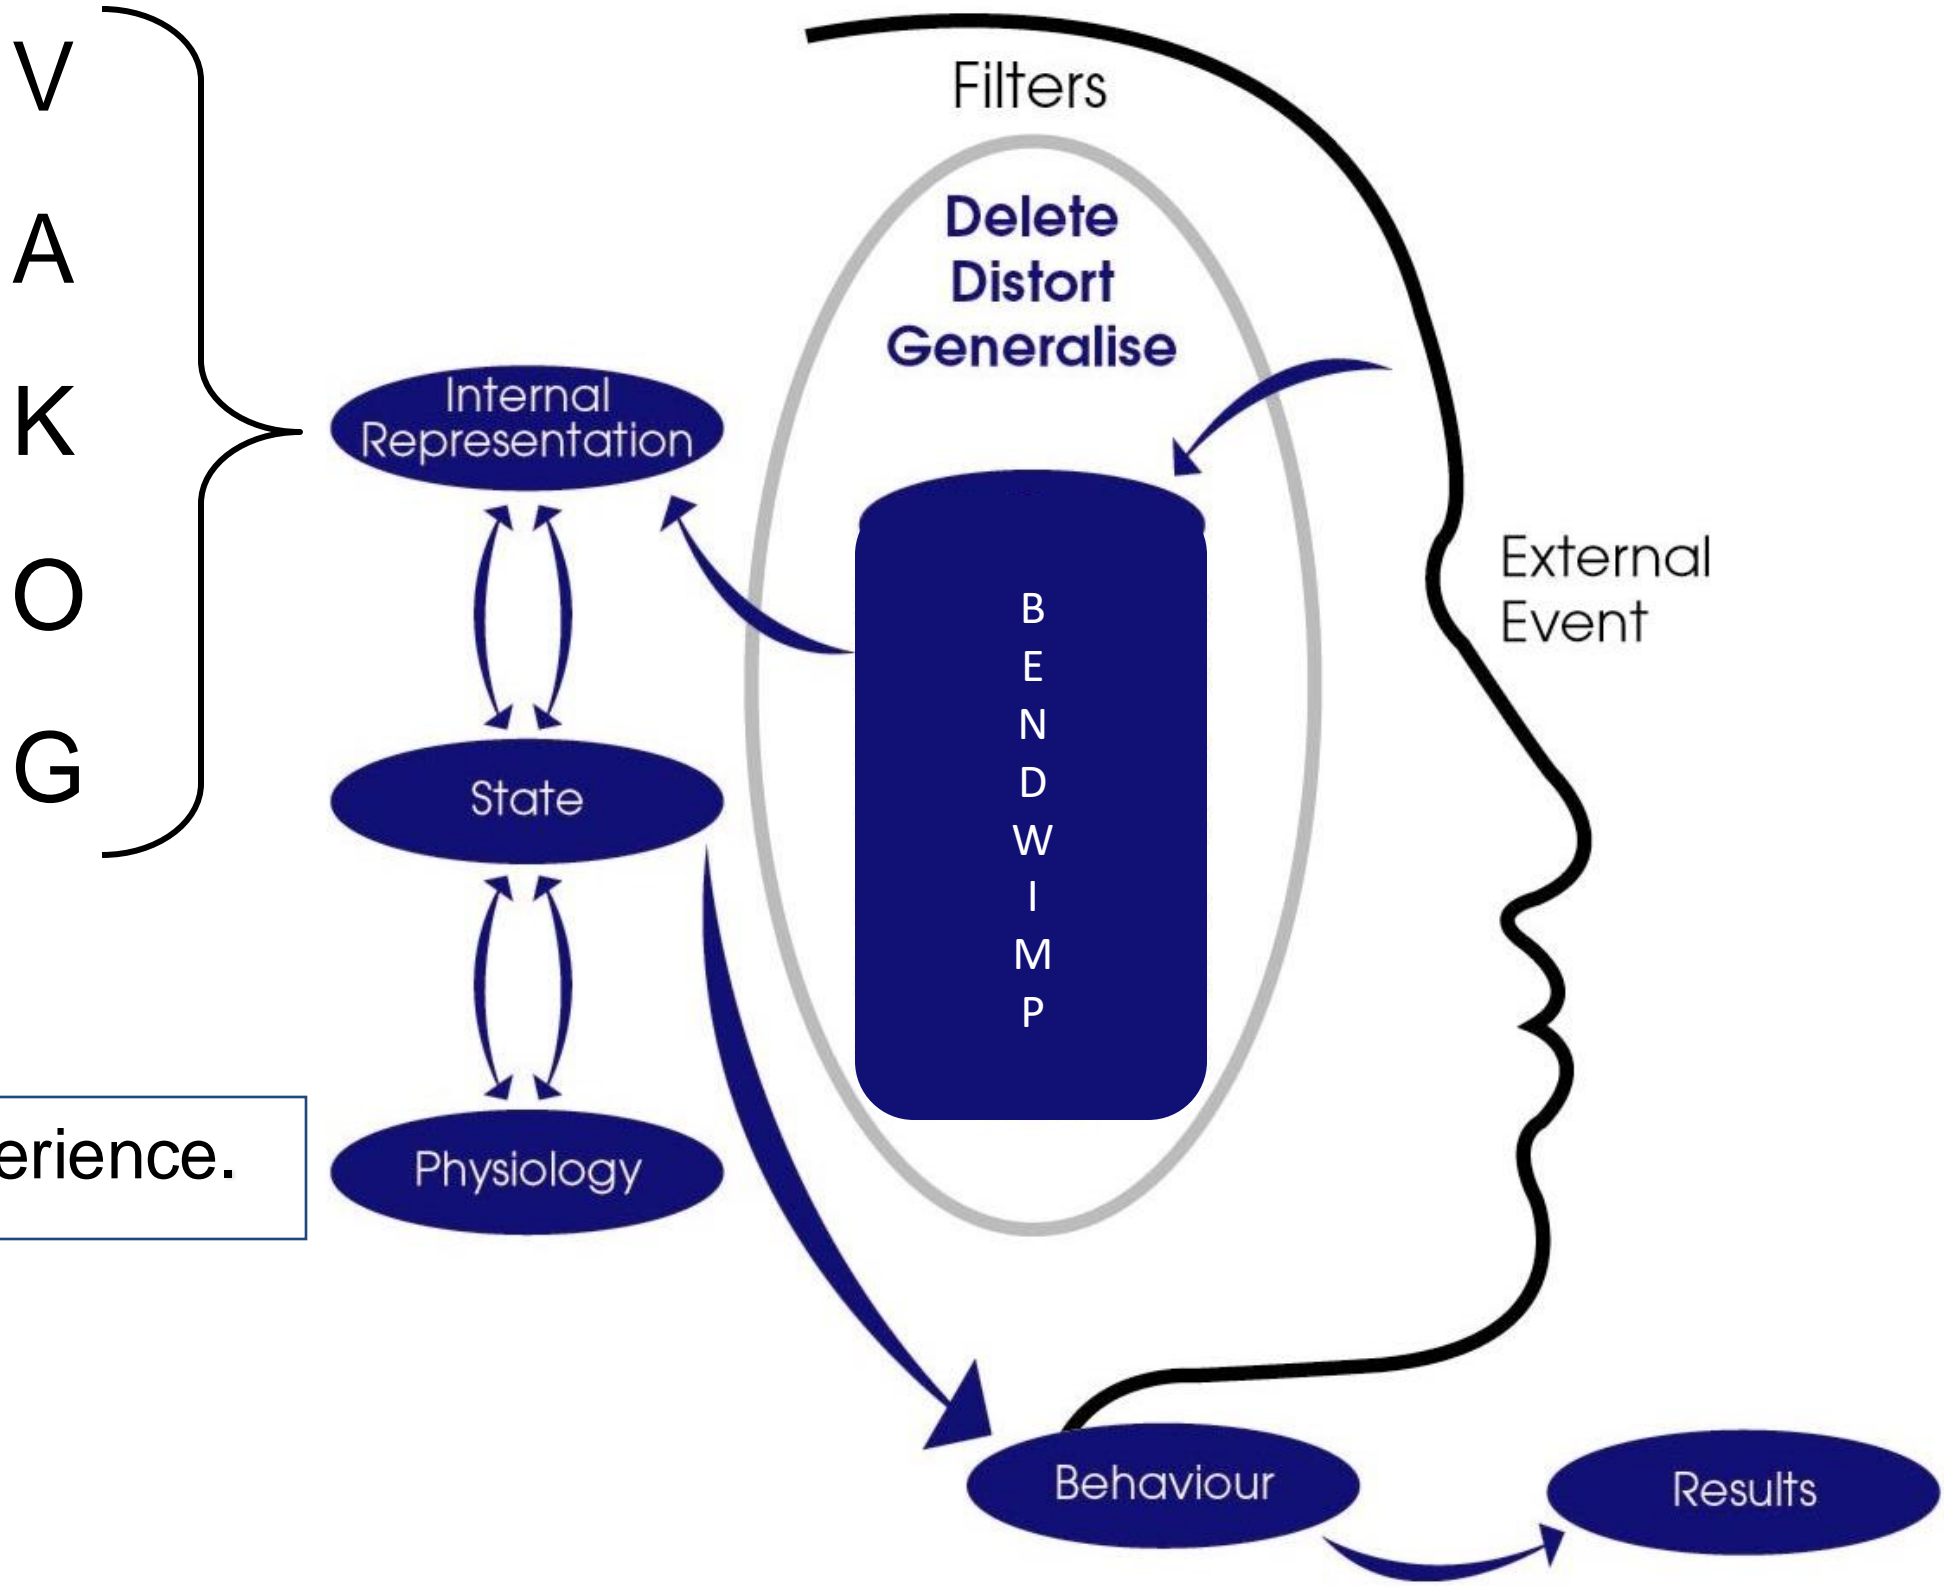 V
A
K
O
G
Filters
Delete
Distort
Generalise
Internal
Representation
State
Physiology
B
E
N
D
W
I
M
P
External
Event
erience.
Behaviour
Results